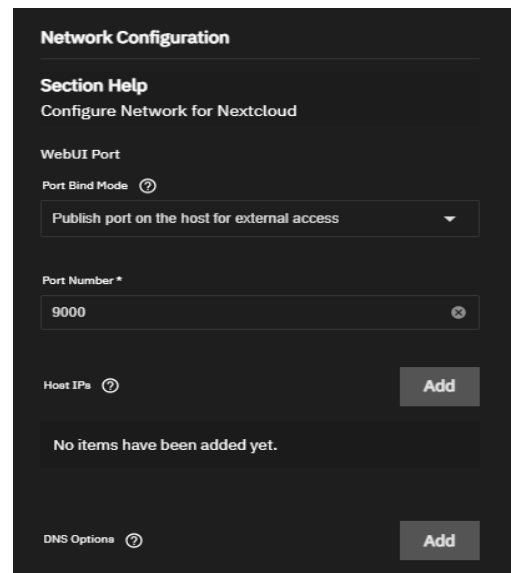 Network Configuration
Section Help
Configure Network for Nextcloud
WebUI Port
Port Bind Mode
Publish port on the host for external access
Port Number *
9000
Host IPs
Add
No items have been added yet.
DNS Options
Add